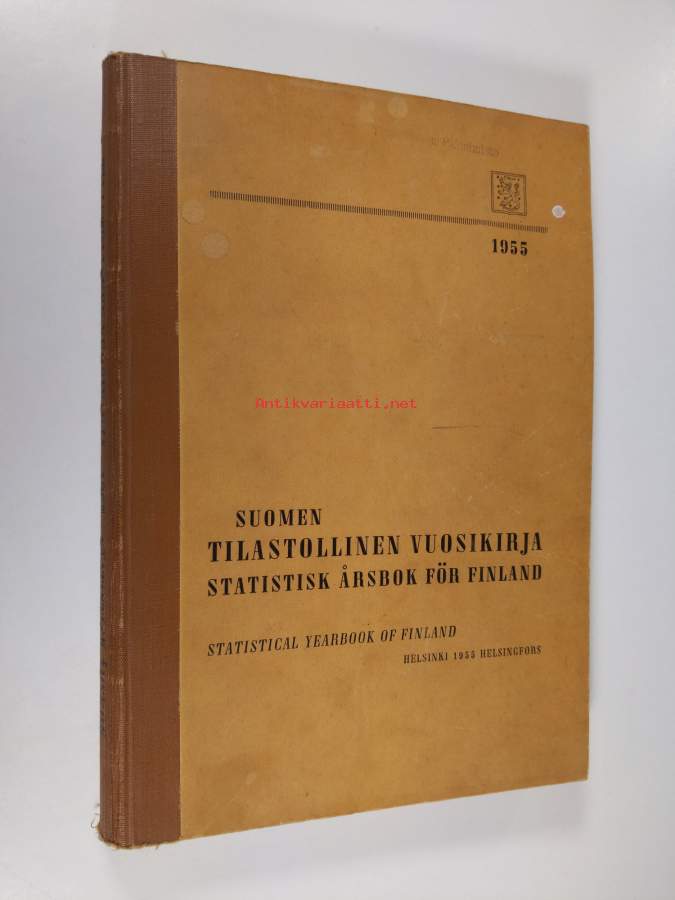 1955
Antikvariaatti.net
SUOMEN
TILASTOLLINEN VUOSIKIRJA
STATISTISK ÅRSBOK FÖR FINLAND
STATISTICAL YEARBOOK OF FINLAND
HELSINKI 1955 HELSINGFORS